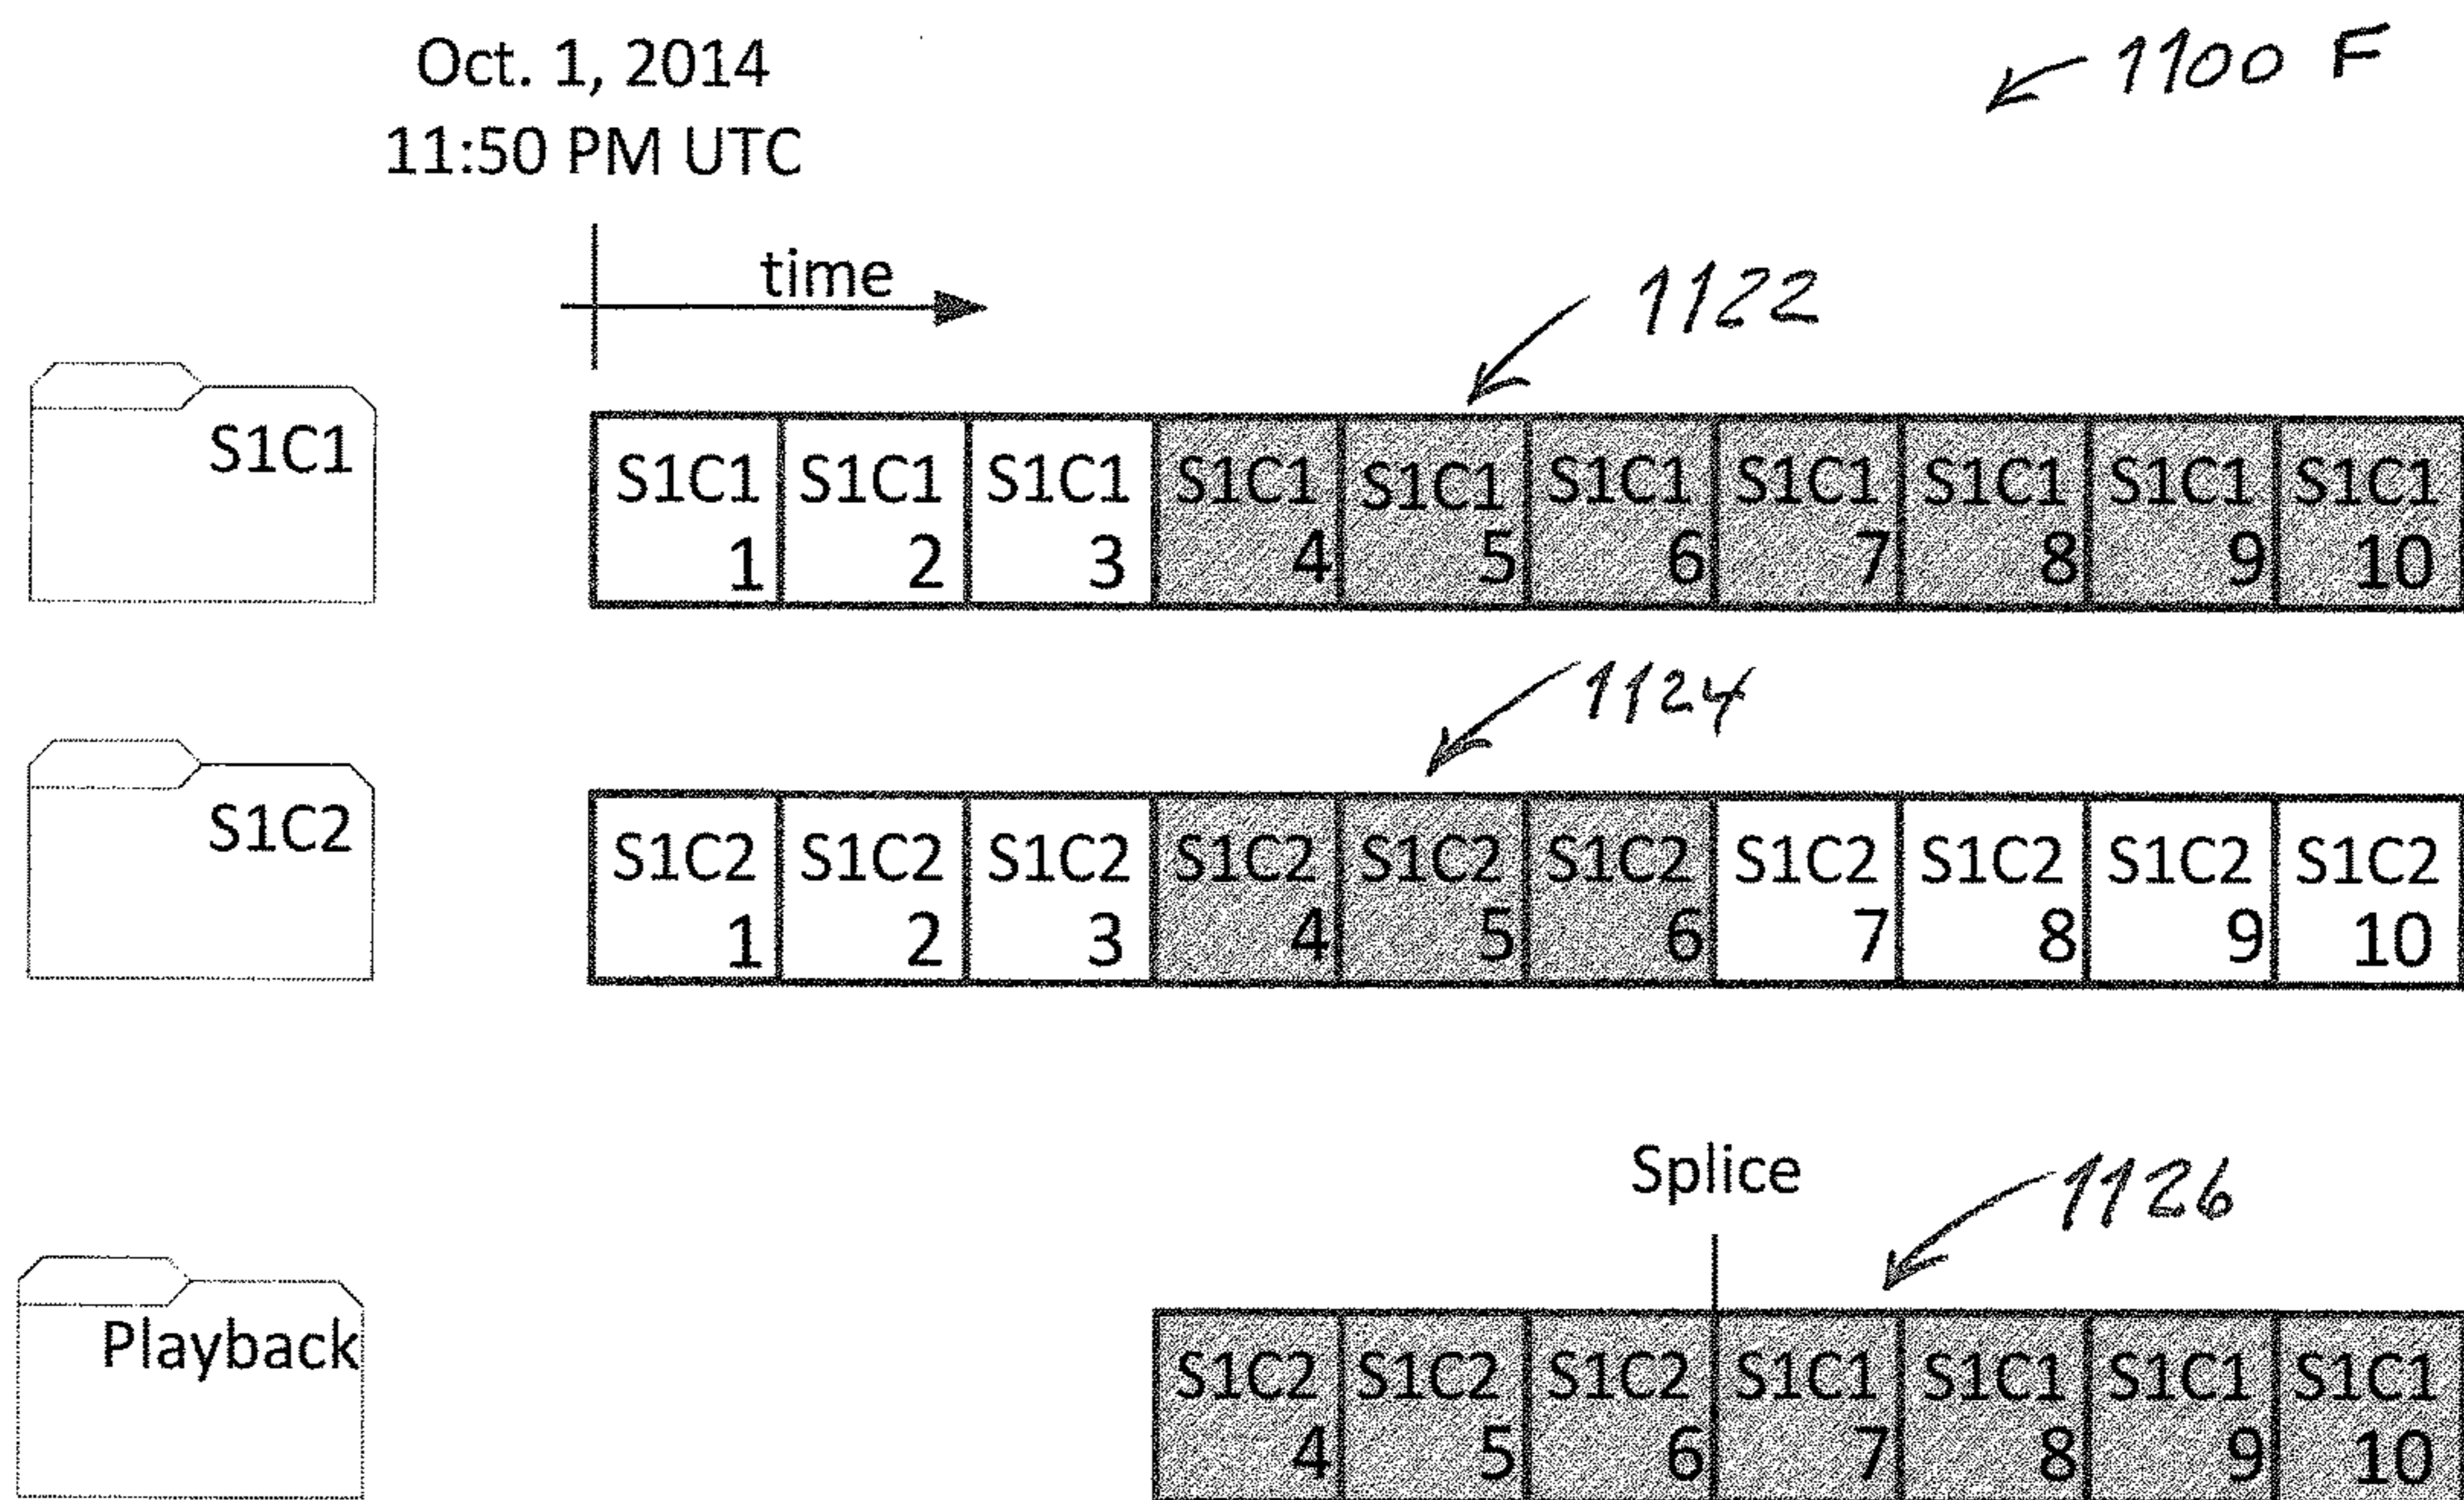 Oct. 1, 2014
11:50 PM UTC
1100 F
time
1122
S1C1
S1C1 S1C1 S1C1 S1C1 S1C1 S1C1 S1C1 S1C1 S1C1 S1C1
1 2 3 4 5 6 7 8 9 10
1124
S1C2
S1C2 S1C2 S1C2 S1C2 S1C2 S1C2 S1C2 S1C2 S1C2 S1C2
1 2 3 4 5 6 7 8 9 10
Splice
1126
Playback
S1C2 S1C2 S1C2 S1C1 S1C1 S1C1 S1C1
4 5 6 7 8 9 10